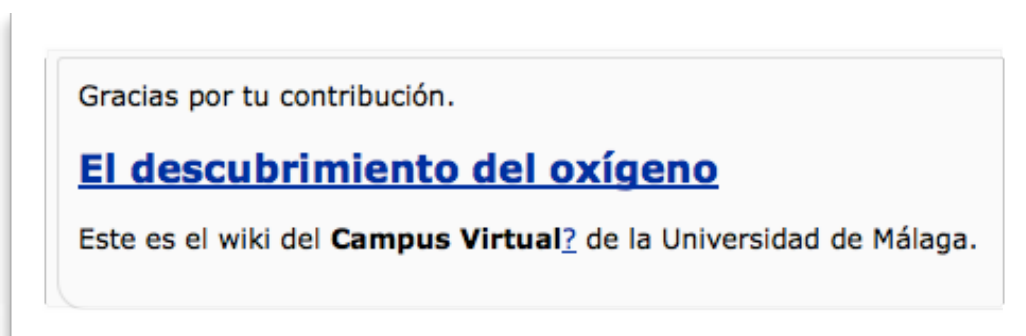 Gracias por tu contribución.
El descubrimiento del oxígeno
Este es el wiki del Campus Virtual? de la Universidad de Málaga.